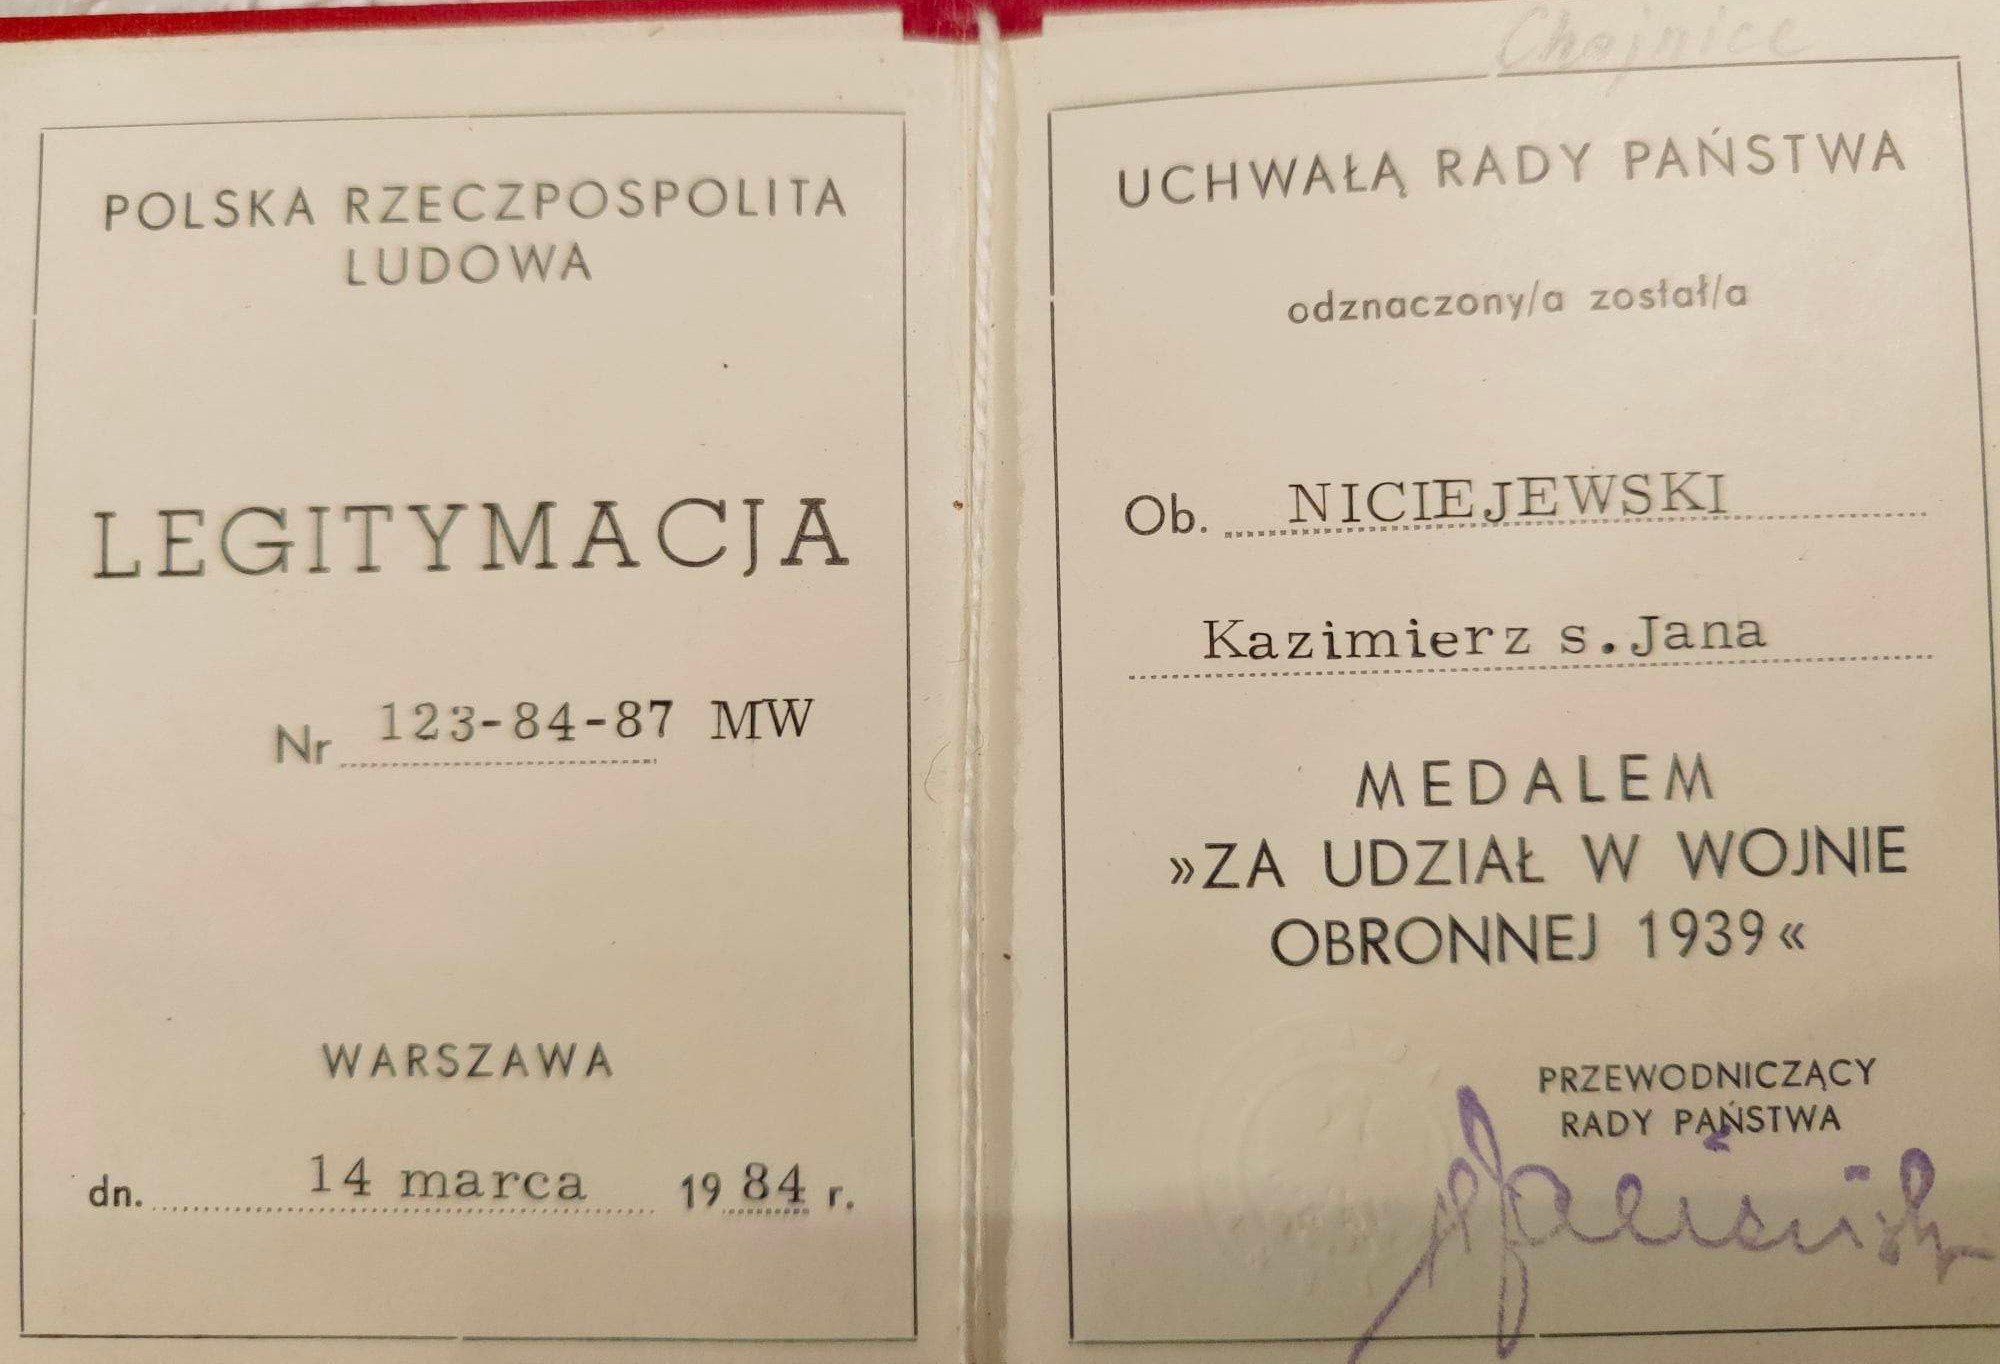 POLSKA RZECZPOSPOLITA
LUDOWA
LEGITYMACJA
Nr 123-84-87 MW
WARSZAWA
dn. 14 marca 1984 r.
Chojnice
UCHWAŁĄ RADY PAŃSTWA
odznaczony/a został/a
Ob. NICIEJEWSKI
Kazimierz s.Jana
MEDALEM
»ZA UDZIAŁ W WOJNIE
OBRONNEJ 1939«
PRZEWODNICZĄCY
RADY PAŃSTWA